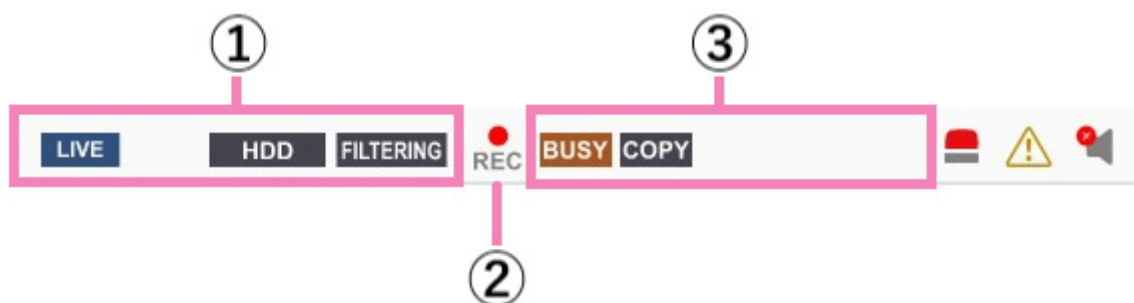 ① ③
LIVE HDD FILTERING REC BUSY COPY
②